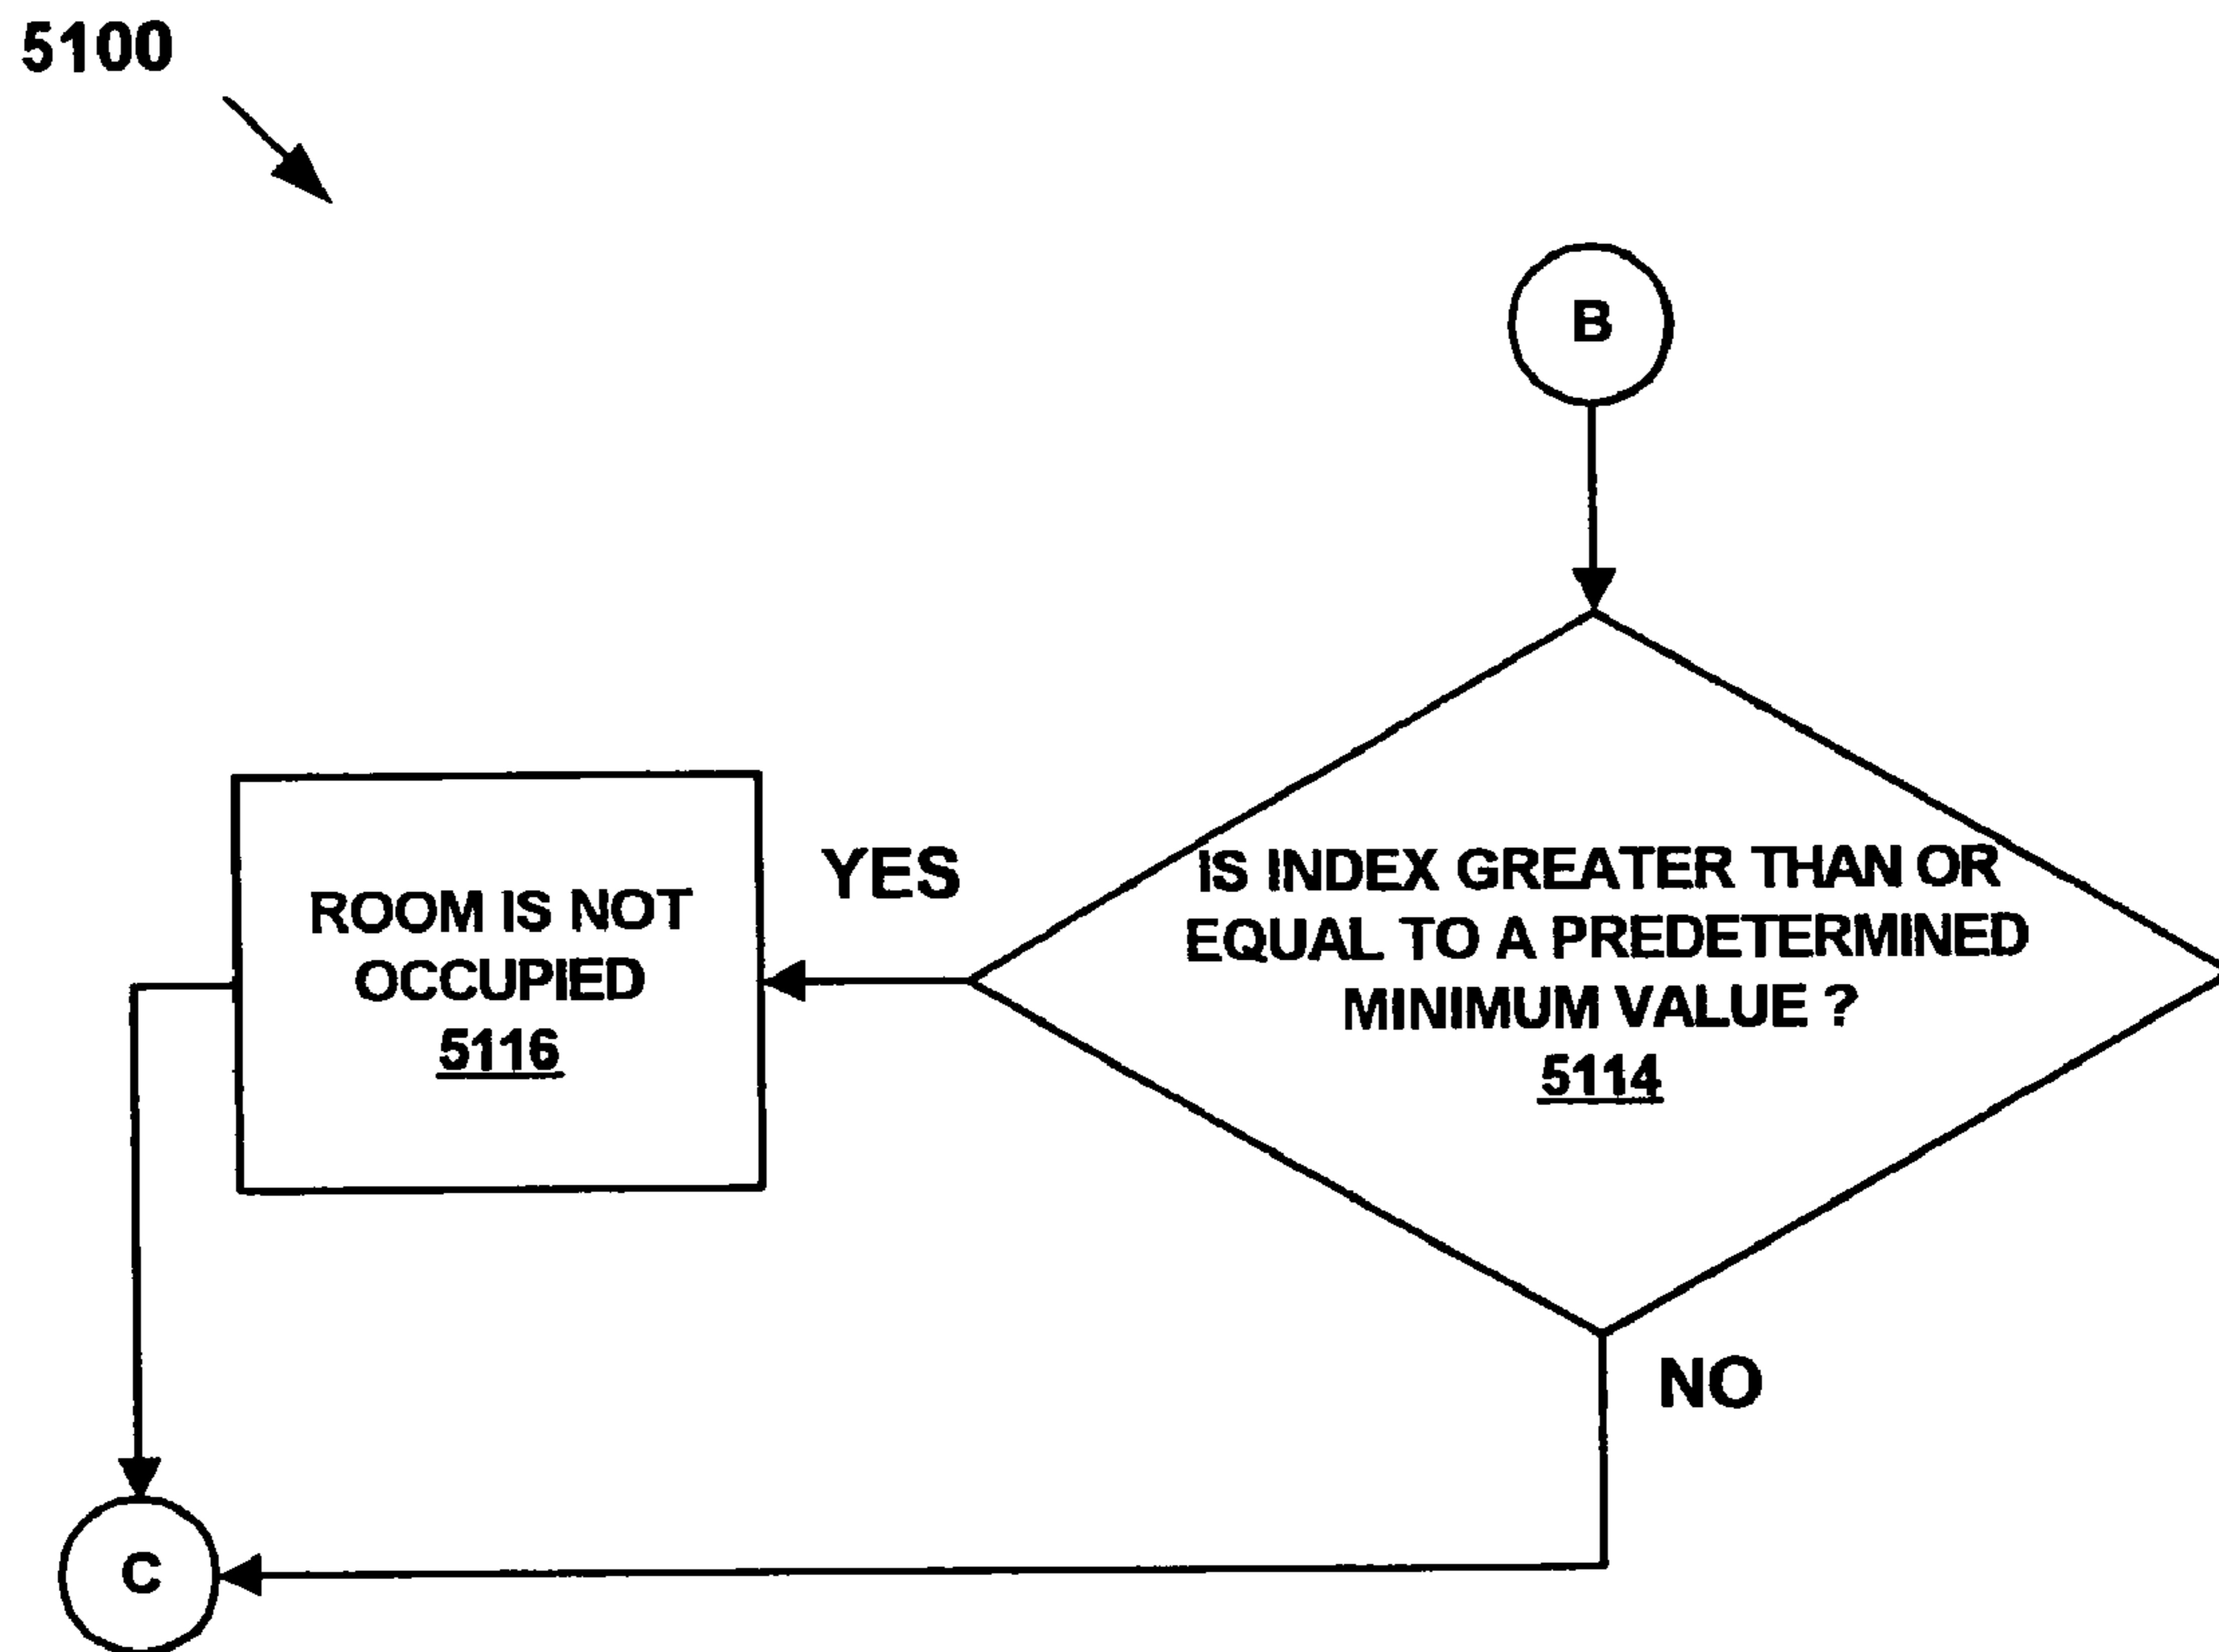 5100
B
IS INDEX GREATER THAN OR
EQUAL TO A PREDETERMINED
MINIMUM VALUE ?
5114
YES
ROOM IS NOT
OCCUPIED
5116
NO
C